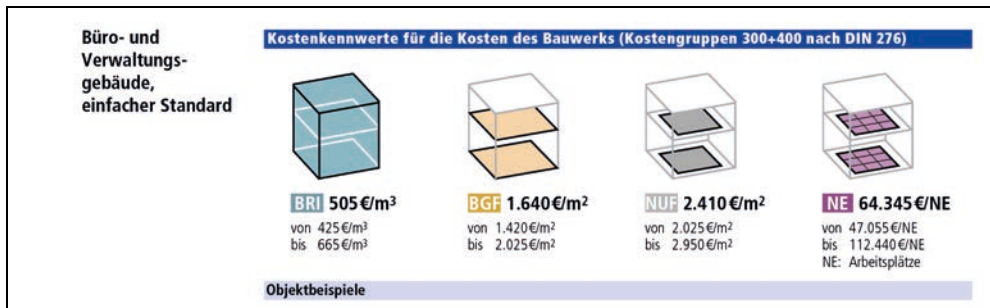 Büro- und
Verwaltungs-
gebäude,
einfacher Standard
Kostenkennwerte für die Kosten des Bauwerks (Kostengruppen 300+400 nach DIN 276)
BRI 505 €/m³
von 425 €/m³
bis 665 €/m³
BGF 1.640 €/m²
von 1.420 €/m²
bis 2.025 €/m²
NUF 2.410 €/m²
von 2.025 €/m²
bis 2.950 €/m²
NE 64.345 €/NE
von 47.055 €/NE
bis 112.440 €/NE
NE: Arbeitsplätze
Objektbeispiele